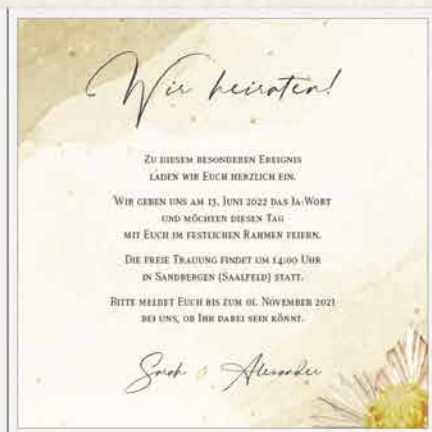 Wir heiraten!
Zu diesem besonderen Ereignis
laden wir Euch herzlich ein.
Wir geben uns am 13. Juni 2022 das Ja-Wort
und möchten diesen Tag
mit Euch im festlichen Rahmen feiern.
Die freie Trauung findet um 14:00 Uhr
in Sandbergen (Saalfeld) statt.
Bitte meldet Euch bis zum 01. November 2021
bei uns, ob Ihr dabei sein könnt.
Sarah & Alexander